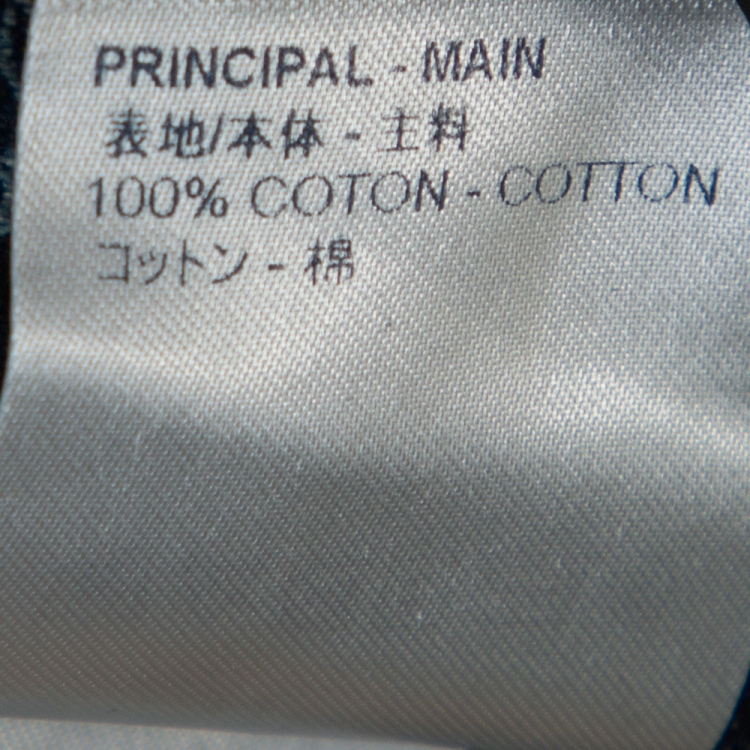 PRINCIPAL - MAIN
表地/本体 - 主料
100% COTON - COTTON
コットン - 棉